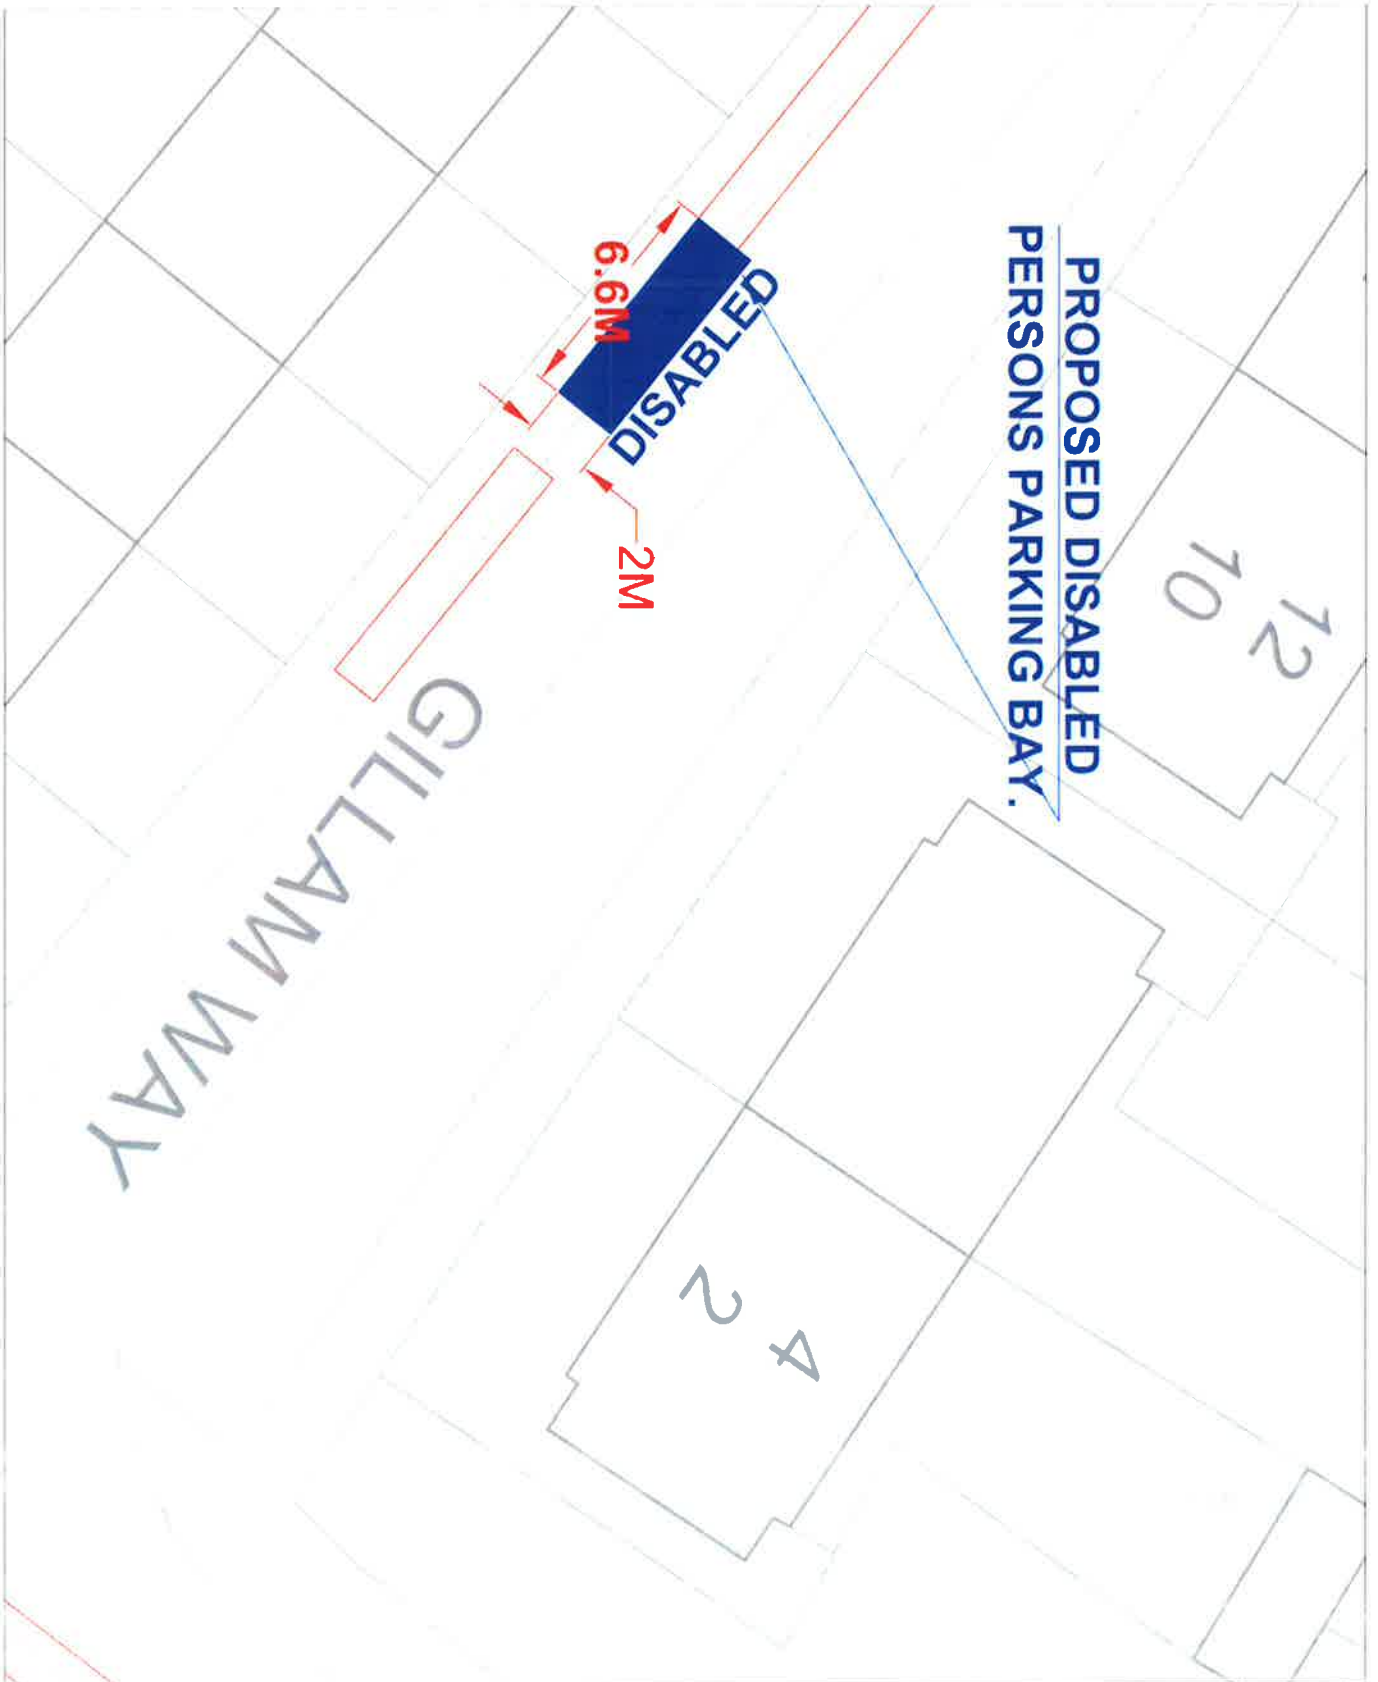 PROPOSED DISABLED
PERSONS PARKING BAY.
12
10
DISABLED
6.6M
2M
GILLAM WAY
4
2